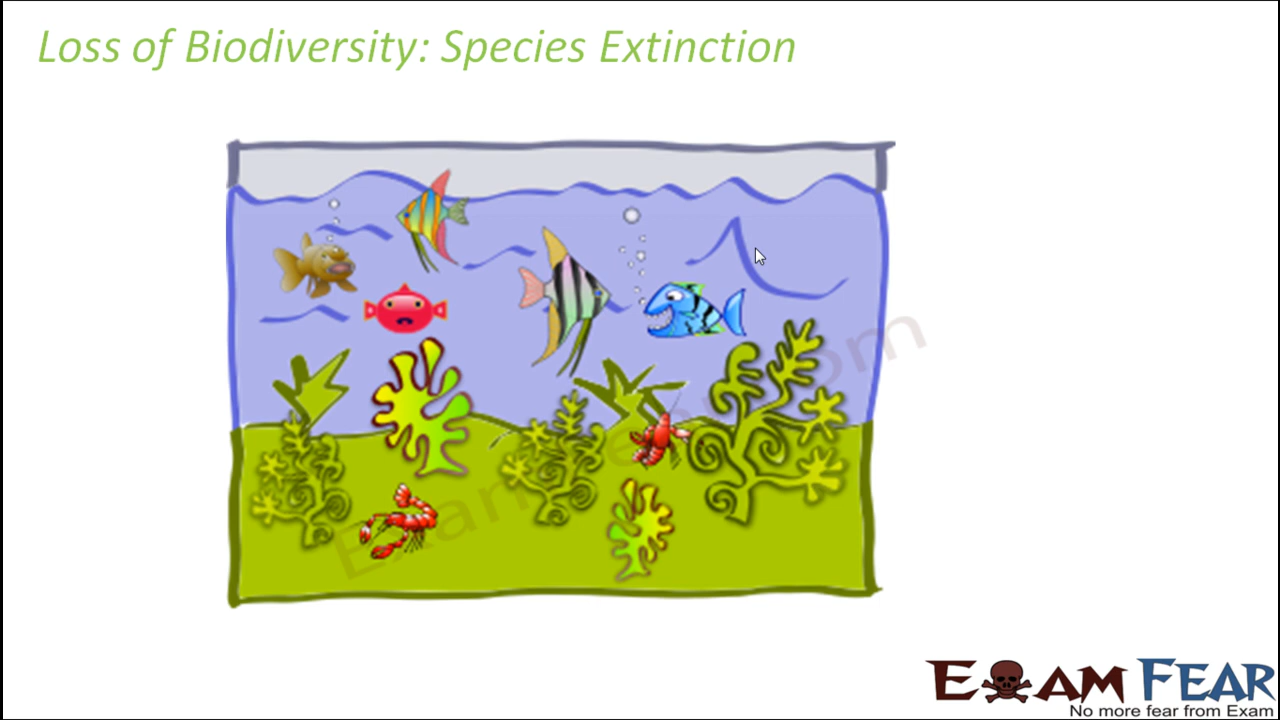 Loss of Biodiversity: Species Extinction
EXAM FEAR
No more fear from Exam